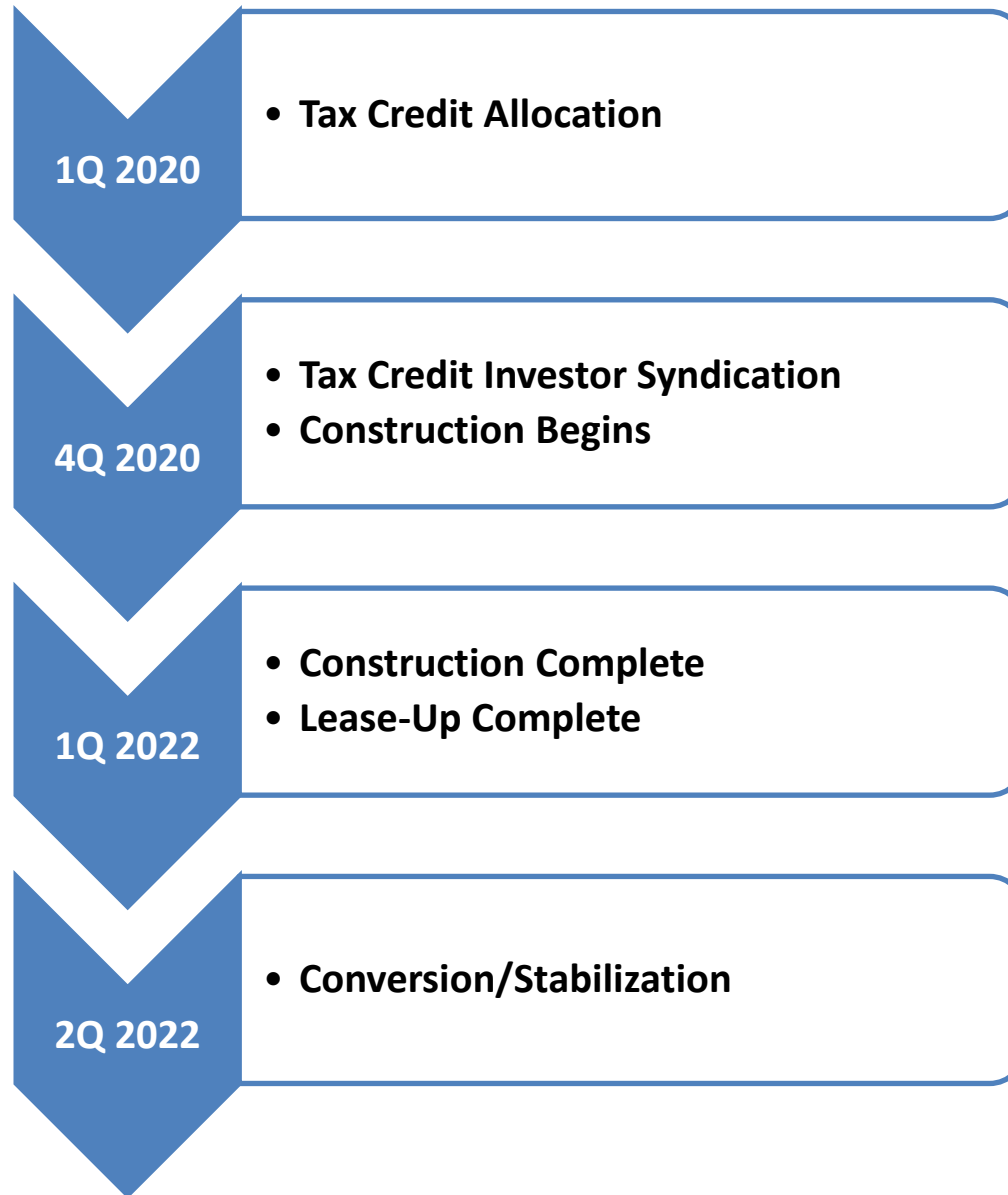 1Q 2020
• Tax Credit Allocation
4Q 2020
• Tax Credit Investor Syndication
• Construction Begins
1Q 2022
• Construction Complete
• Lease-Up Complete
2Q 2022
• Conversion/Stabilization